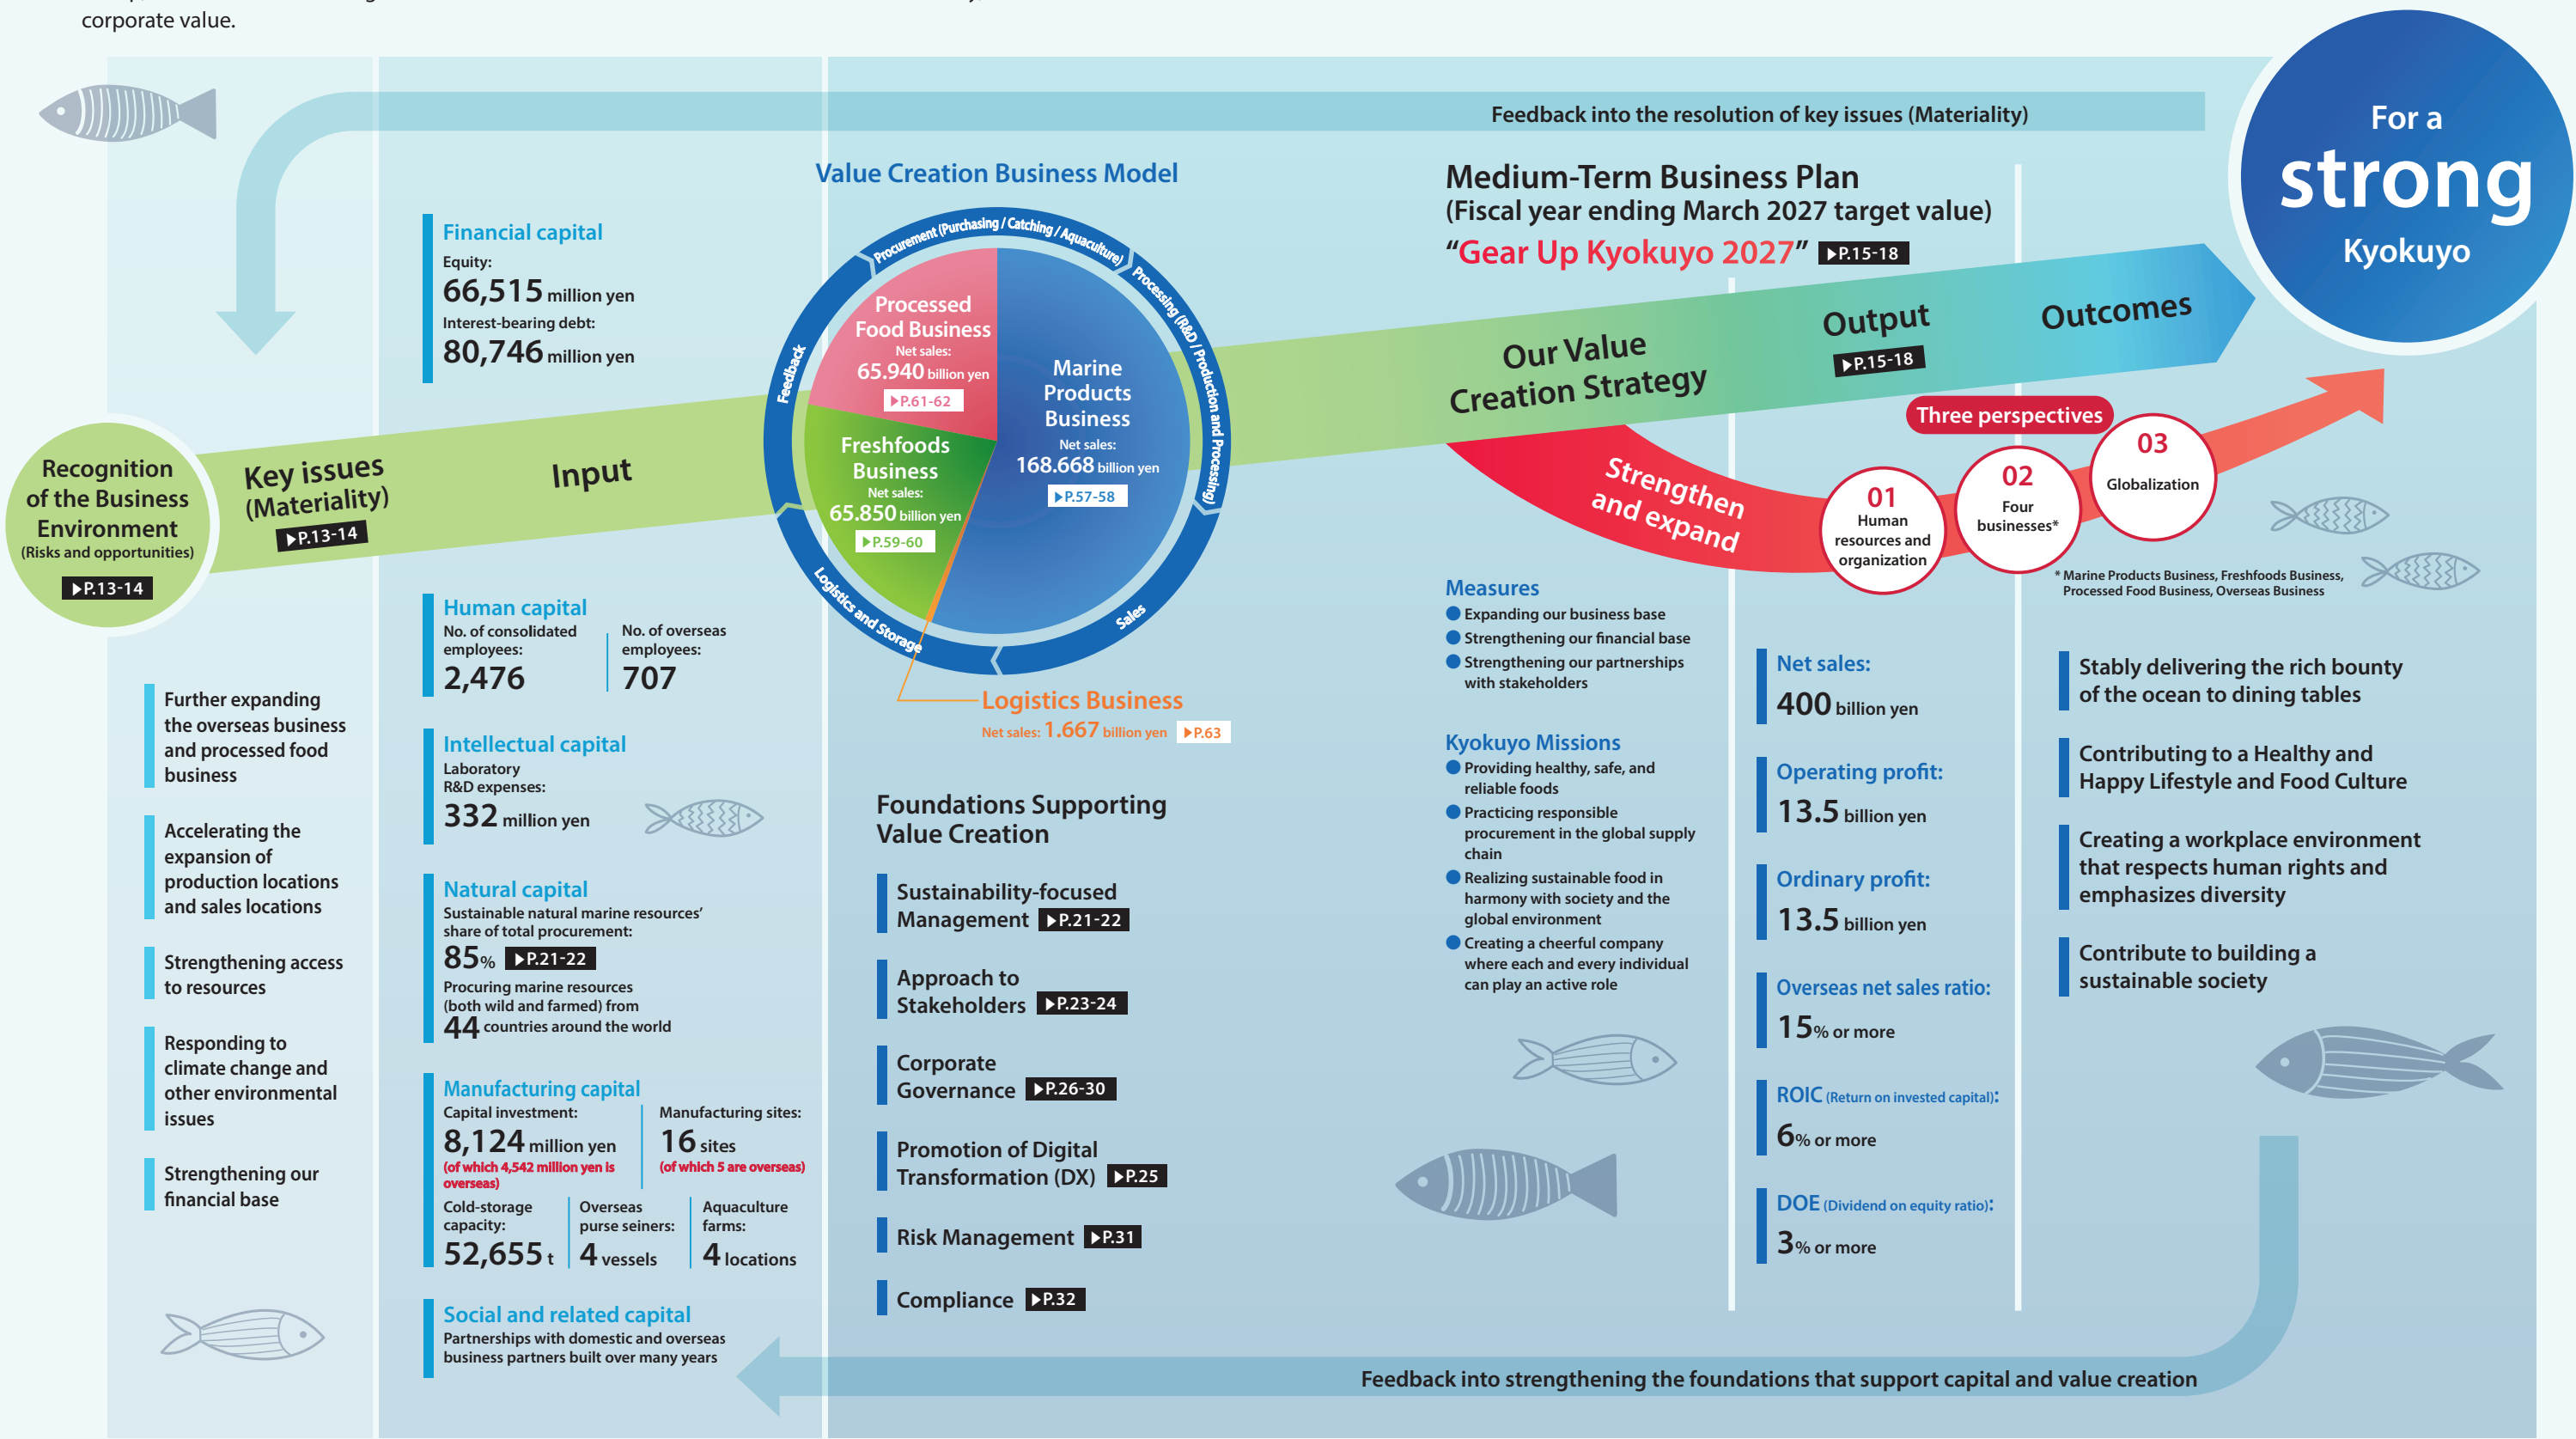 corporate value.
Feedback into the resolution of key issues (Materiality)
For a
strong
Kyokuyo
Recognition
of the Business
Environment
(Risks and opportunities)
▶P.13-14
Key issues
(Materiality)
▶P.13-14
Further expanding
the overseas business
and processed food
business
Accelerating the
expansion of
production locations
and sales locations
Strengthening access
to resources
Responding to
climate change and
other environmental
issues
Strengthening our
financial base
Input
Financial capital
Equity:
66,515 million yen
Interest-bearing debt:
80,746 million yen
Human capital
No. of consolidated
employees:
2,476
No. of overseas
employees:
707
Intellectual capital
Laboratory
R&D expenses:
332 million yen
Natural capital
Sustainable natural marine resources’
share of total procurement:
85% ▶P.21-22
Procuring marine resources
(both wild and farmed) from
44 countries around the world
Manufacturing capital
Capital investment:
8,124 million yen
(of which 4,542 million yen is
overseas)
Manufacturing sites:
16 sites
(of which 5 are overseas)
Cold-storage
capacity:
52,655 t
Overseas
purse seiners:
4 vessels
Aquaculture
farms:
4 locations
Social and related capital
Partnerships with domestic and overseas
business partners built over many years
Value Creation Business Model
Procurement (Purchasing / Catching / Aquaculture)
Processing (R&D / Production and Processing)
Sales
Logistics and Storage
Feedback
Processed
Food Business
Net sales:
65.940 billion yen
▶P.61-62
Marine
Products
Business
Net sales:
168.668 billion yen
▶P.57-58
Freshfoods
Business
Net sales:
65.850 billion yen
▶P.59-60
Logistics Business
Net sales: 1.667 billion yen ▶P.63
Foundations Supporting
Value Creation
Sustainability-focused
Management ▶P.21-22
Approach to
Stakeholders ▶P.23-24
Corporate
Governance ▶P.26-30
Promotion of Digital
Transformation (DX) ▶P.25
Risk Management ▶P.31
Compliance ▶P.32
Medium-Term Business Plan
(Fiscal year ending March 2027 target value)
“Gear Up Kyokuyo 2027” ▶P.15-18
Our Value
Creation Strategy
Output
▶P.15-18
Outcomes
Strengthen
and expand
Three perspectives
01
Human
resources and
organization
02
Four
businesses*
03
Globalization
* Marine Products Business, Freshfoods Business,
Processed Food Business, Overseas Business
Measures
● Expanding our business base
● Strengthening our financial base
● Strengthening our partnerships
with stakeholders
Kyokuyo Missions
● Providing healthy, safe, and
reliable foods
● Practicing responsible
procurement in the global supply
chain
● Realizing sustainable food in
harmony with society and the
global environment
● Creating a cheerful company
where each and every individual
can play an active role
Net sales:
400 billion yen
Operating profit:
13.5 billion yen
Ordinary profit:
13.5 billion yen
Overseas net sales ratio:
15% or more
ROIC (Return on invested capital):
6% or more
DOE (Dividend on equity ratio):
3% or more
Stably delivering the rich bounty
of the ocean to dining tables
Contributing to a Healthy and
Happy Lifestyle and Food Culture
Creating a workplace environment
that respects human rights and
emphasizes diversity
Contribute to building a
sustainable society
Feedback into strengthening the foundations that support capital and value creation